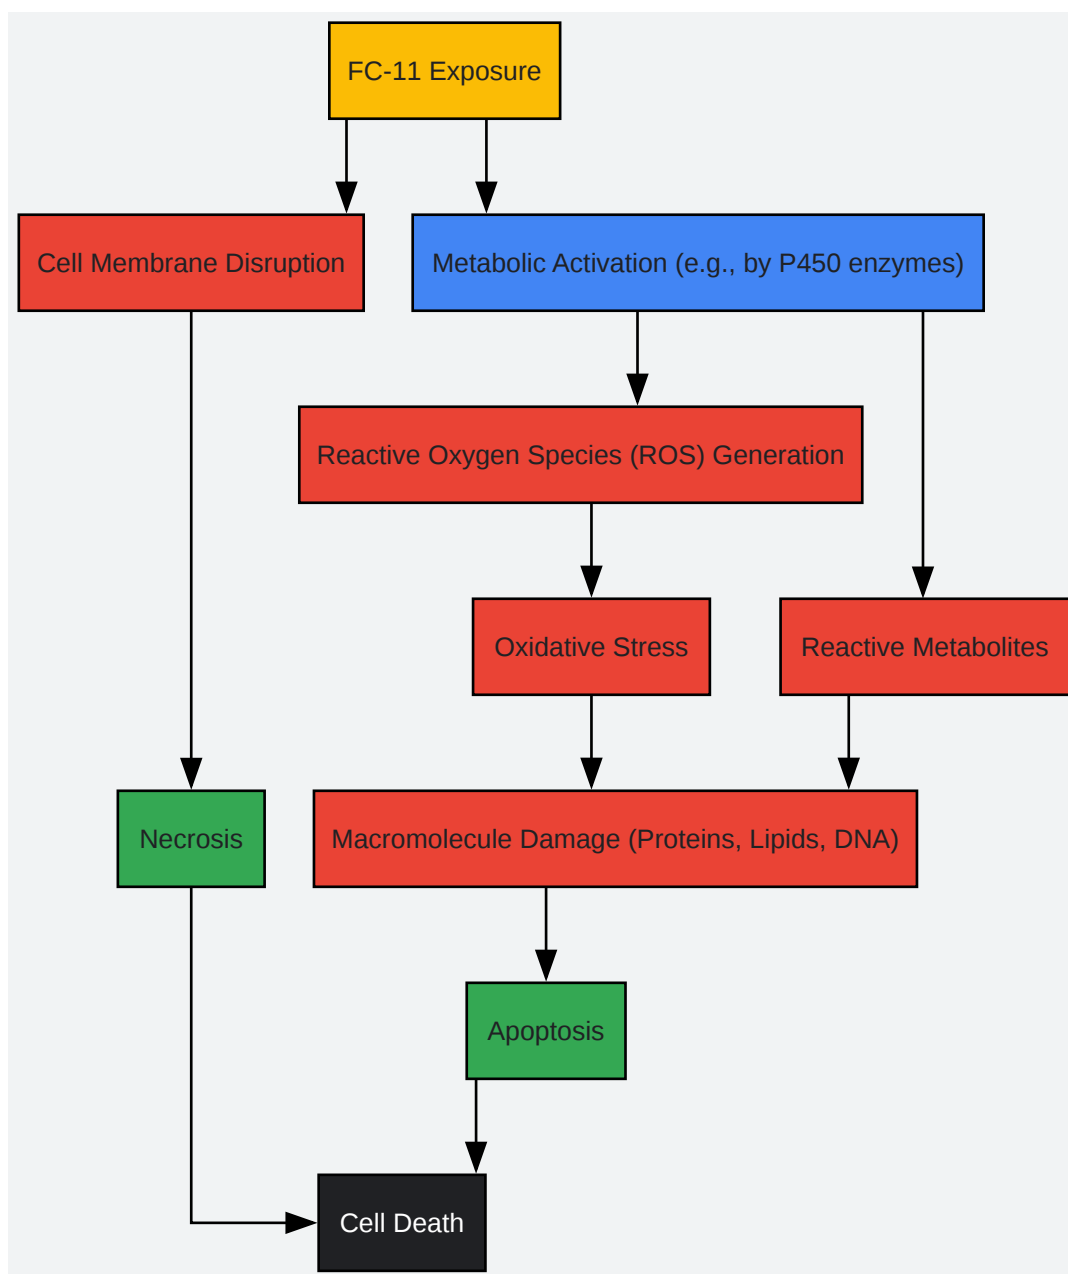 FC-11 Exposure
Cell Membrane Disruption
Metabolic Activation (e.g., by P450 enzymes)
Reactive Oxygen Species (ROS) Generation
Oxidative Stress
Reactive Metabolites
Necrosis
Macromolecule Damage (Proteins, Lipids, DNA)
Apoptosis
Cell Death